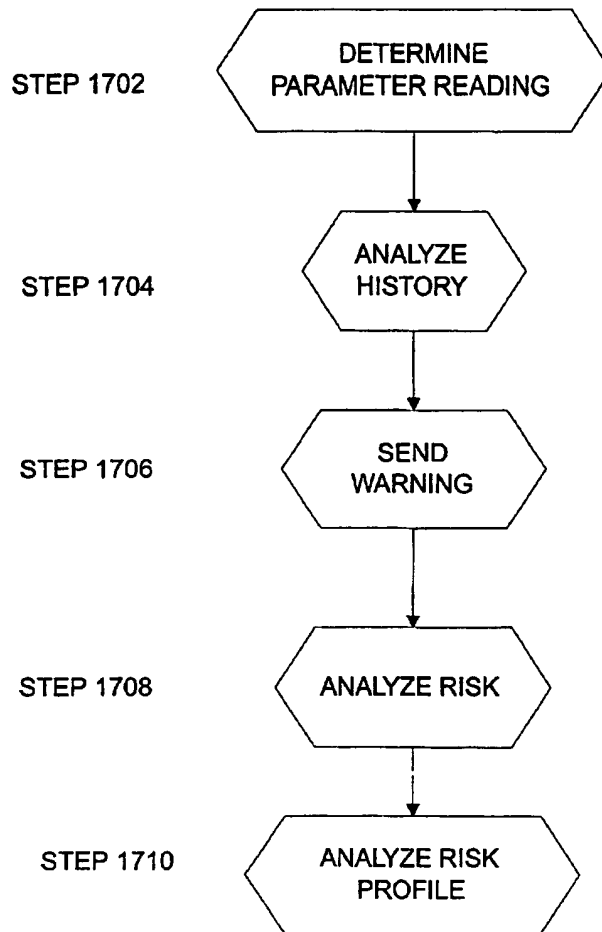 STEP 1702
DETERMINE
PARAMETER READING
STEP 1704
ANALYZE
HISTORY
STEP 1706
SEND
WARNING
STEP 1708
ANALYZE RISK
STEP 1710
ANALYZE RISK
PROFILE